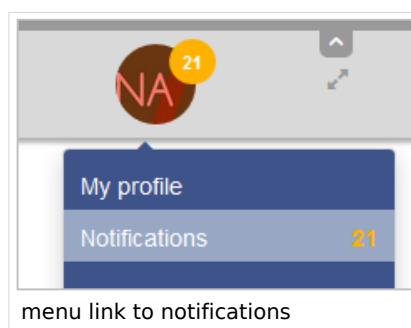 21
NA
My profile
Notifications 21
menu link to notifications